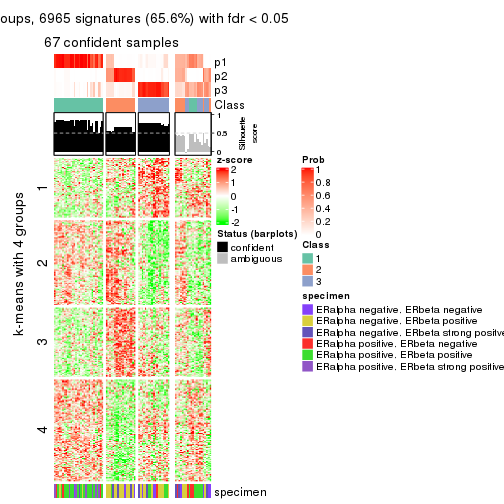 oups, 6965 signatures (65.6%) with fdr < 0.05
67 confident samples
p1
p2
p3
Class
1
0.5
0
Silhouette
score
1
2
3
4
k-means with 4 groups
specimen
z-score
2
1
0
-1
-2
Status (barplots)
confident
ambiguous
Prob
1
0.8
0.6
0.4
0.2
0
Class
1
2
3
specimen
ERalpha negative. ERbeta negative
ERalpha negative. ERbeta positive
ERalpha negative. ERbeta strong positive
ERalpha positive. ERbeta negative
ERalpha positive. ERbeta positive
ERalpha positive. ERbeta strong positive